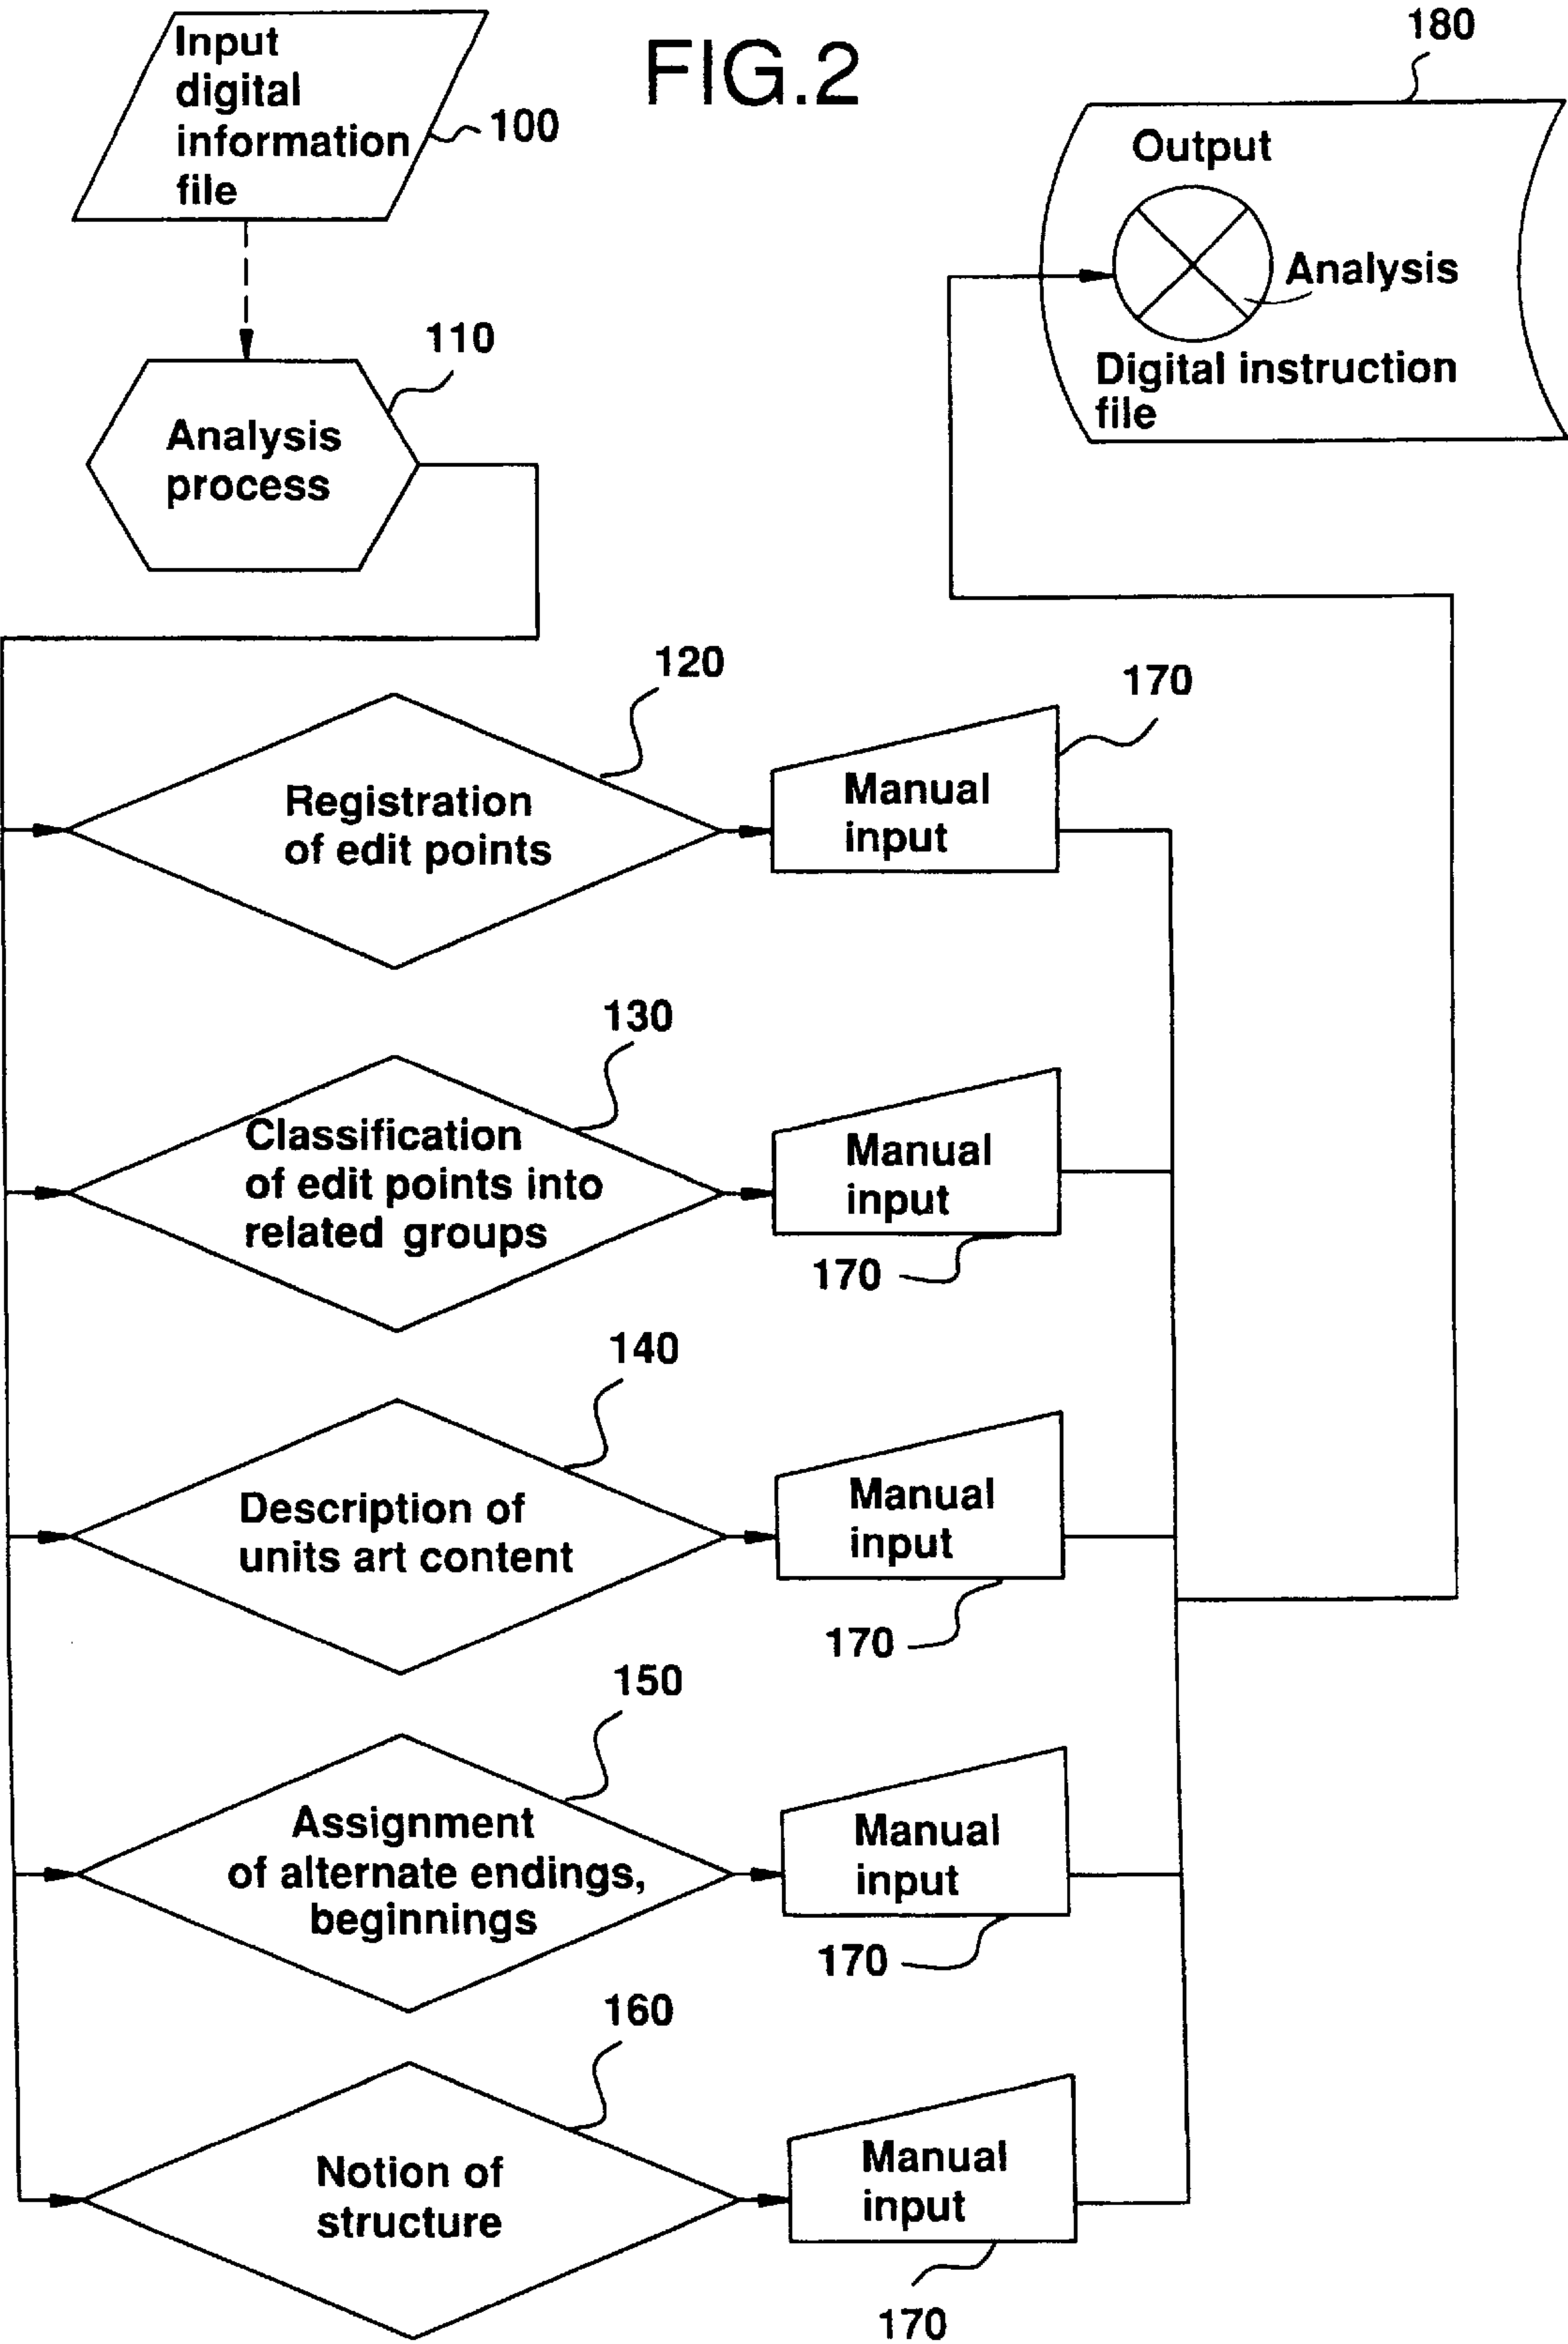 Input
digital
information
file
100
FIG.2
180
Output
Analysis
Digital instruction
file
110
Analysis
process
120
Registration
of edit points
170
Manual
input
130
Classification
of edit points into
related groups
Manual
input
170
140
Description of
units art content
Manual
input
170
150
Assignment
of alternate endings,
beginnings
Manual
input
170
160
Notion of
structure
Manual
input
170